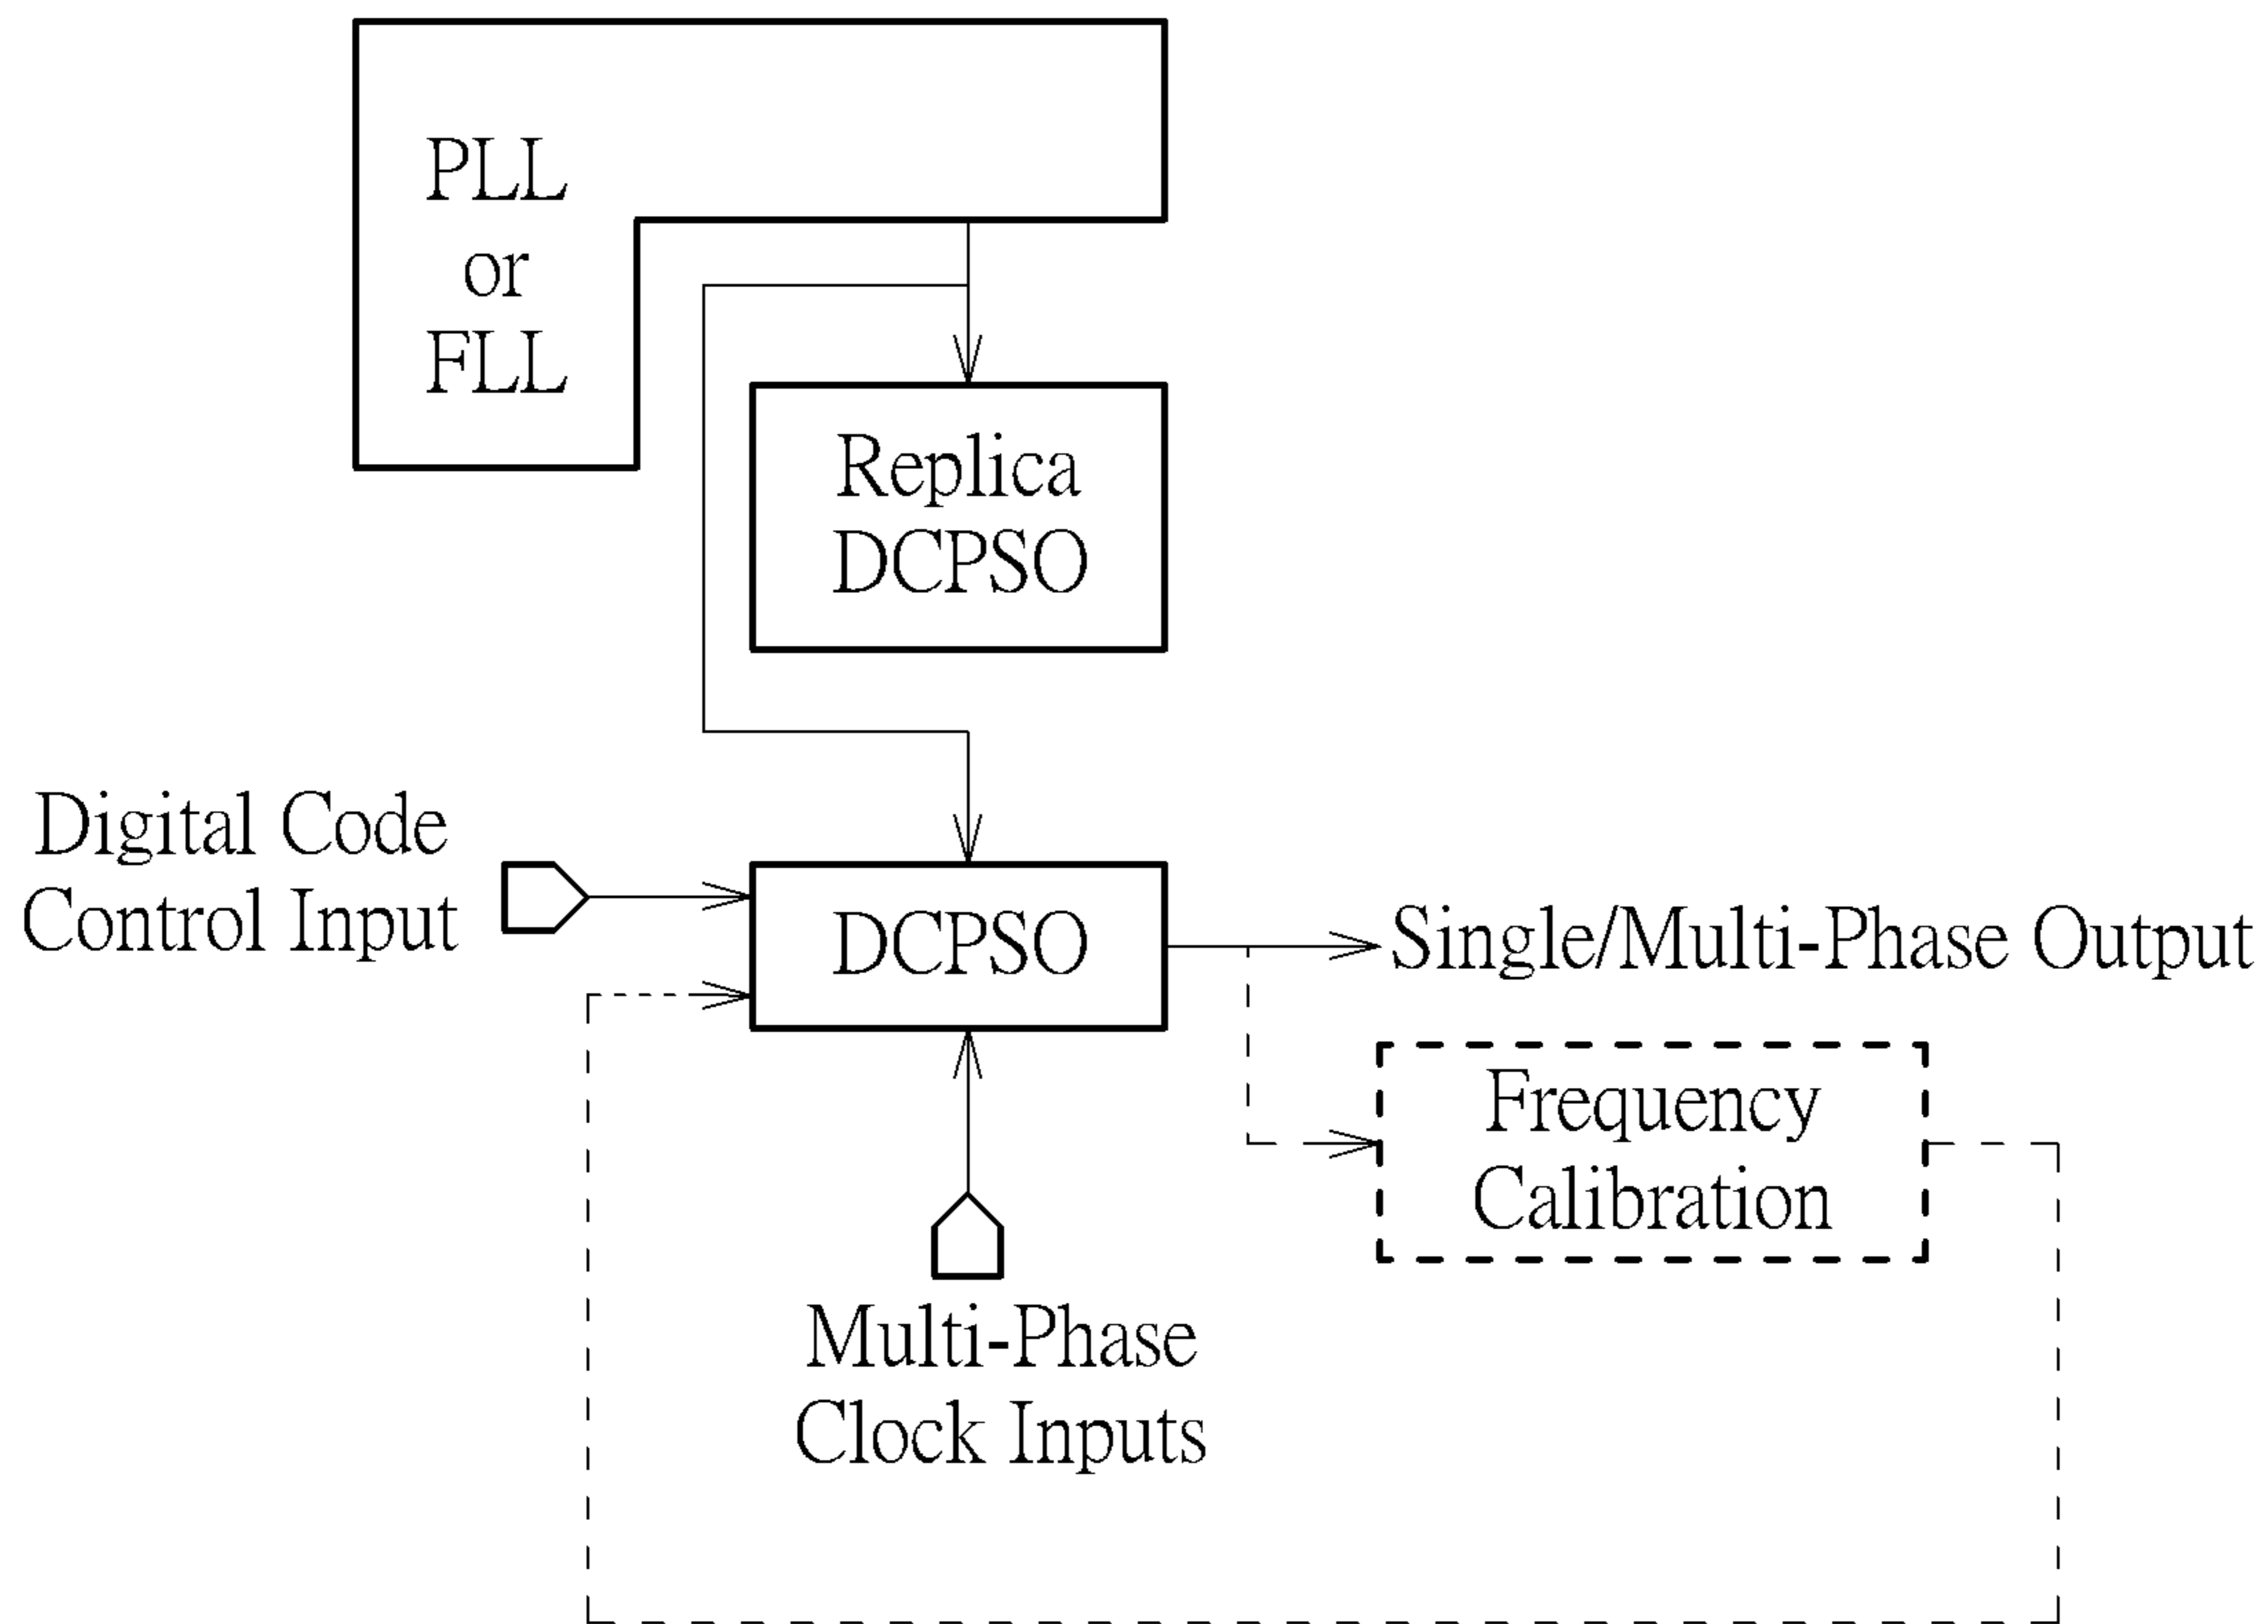 PLL
or
FLL
Replica
DCPSO
Digital Code
Control Input
DCPSO
Single/Multi-Phase Output
Frequency
Calibration
Multi-Phase
Clock Inputs